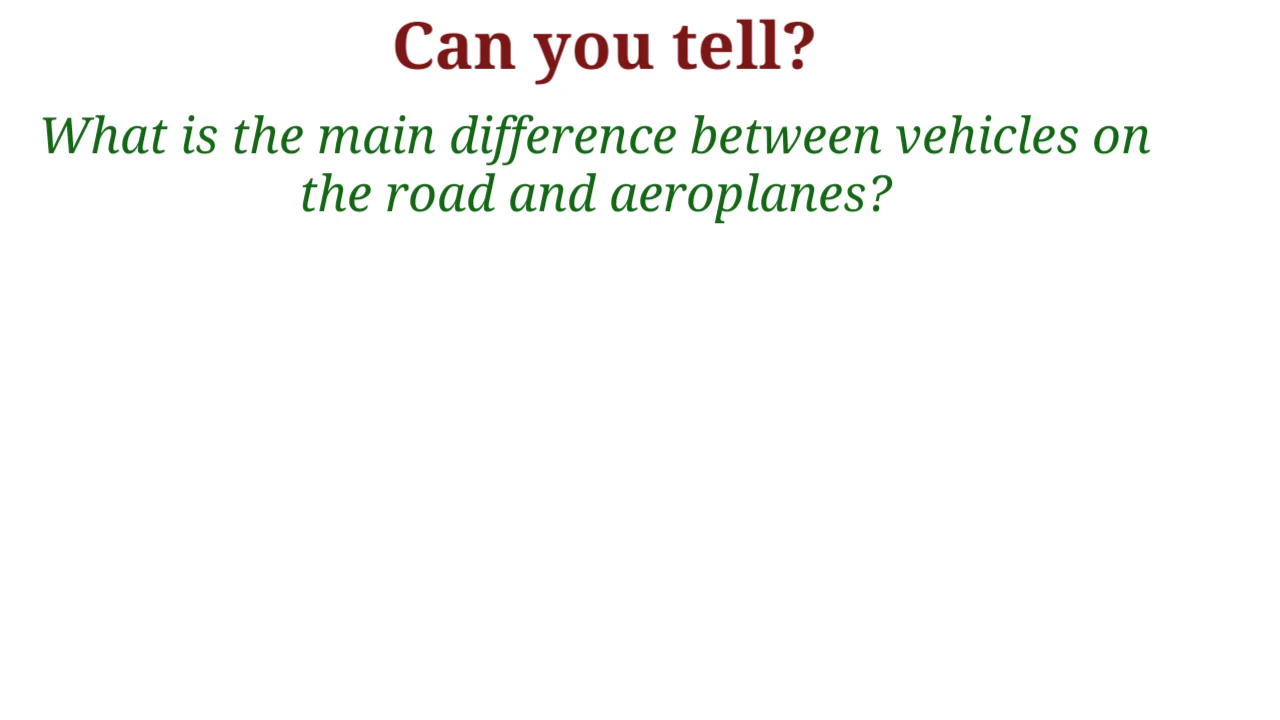 Can you tell?
What is the main difference between vehicles on
the road and aeroplanes?